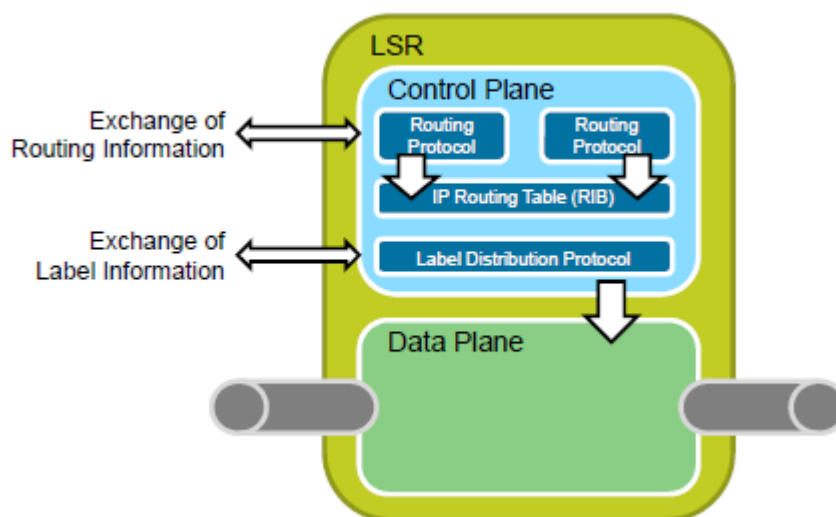 LSR
Control Plane
Exchange of
Routing Information
Routing
Protocol
Routing
Protocol
IP Routing Table (RIB)
Exchange of
Label Information
Label Distribution Protocol
Data Plane